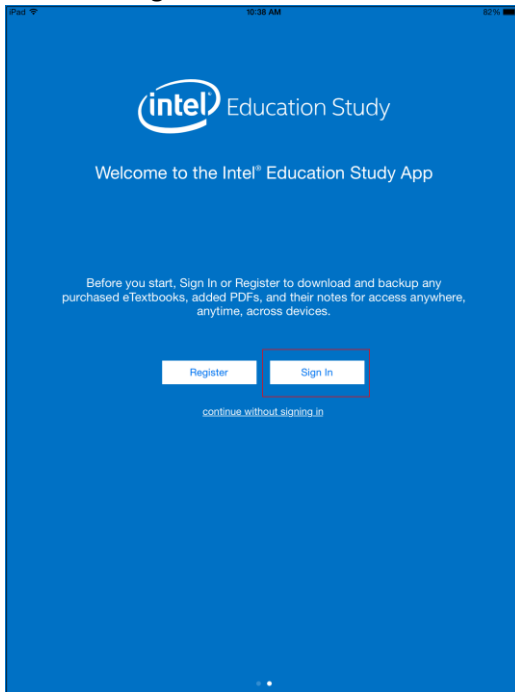 iPad 10:38 AM 82%
intel Education Study
Welcome to the Intel® Education Study App
Before you start, Sign In or Register to download and backup any
purchased eTextbooks, added PDFs, and their notes for access anywhere,
anytime, across devices.
Register Sign In
continue without signing in